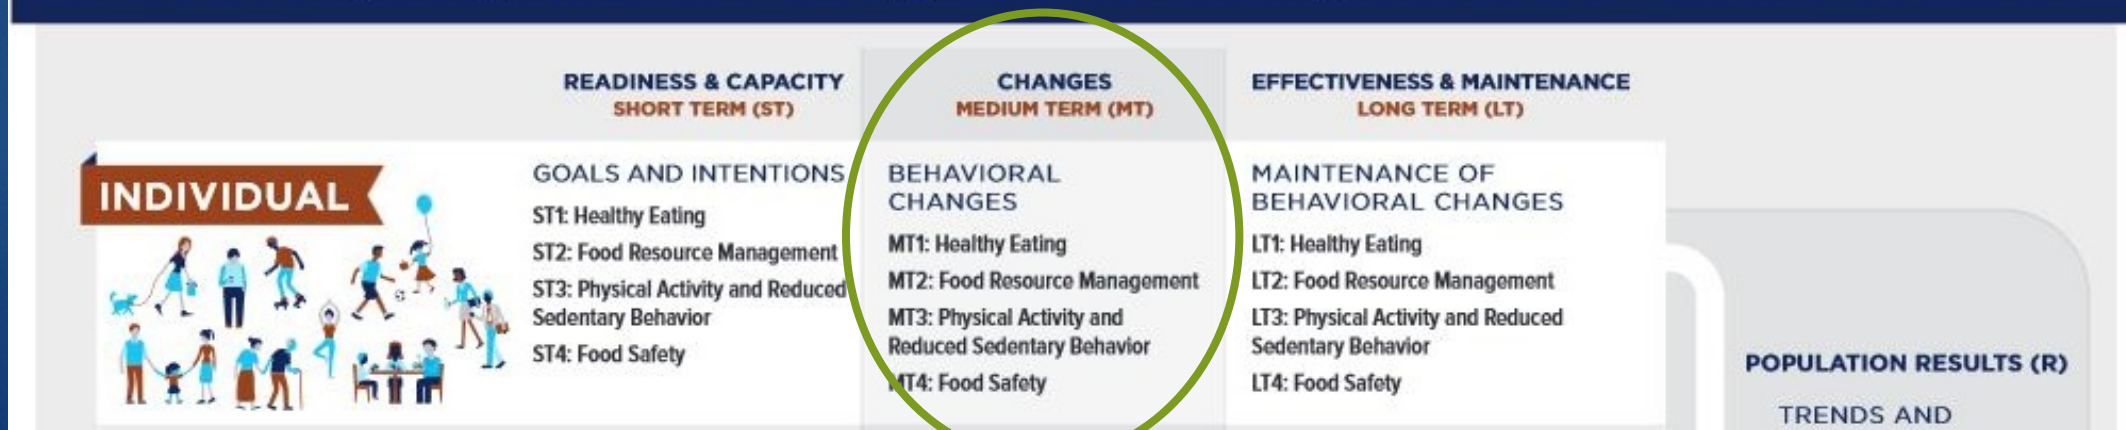 READINESS & CAPACITY
SHORT TERM (ST)
CHANGES
MEDIUM TERM (MT)
EFFECTIVENESS & MAINTENANCE
LONG TERM (LT)
INDIVIDUAL
GOALS AND INTENTIONS
ST1: Healthy Eating
ST2: Food Resource Management
ST3: Physical Activity and Reduced
Sedentary Behavior
ST4: Food Safety
BEHAVIORAL
CHANGES
MT1: Healthy Eating
MT2: Food Resource Management
MT3: Physical Activity and
Reduced Sedentary Behavior
MT4: Food Safety
MAINTENANCE OF
BEHAVIORAL CHANGES
LT1: Healthy Eating
LT2: Food Resource Management
LT3: Physical Activity and Reduced
Sedentary Behavior
LT4: Food Safety
POPULATION RESULTS (R)
TRENDS AND